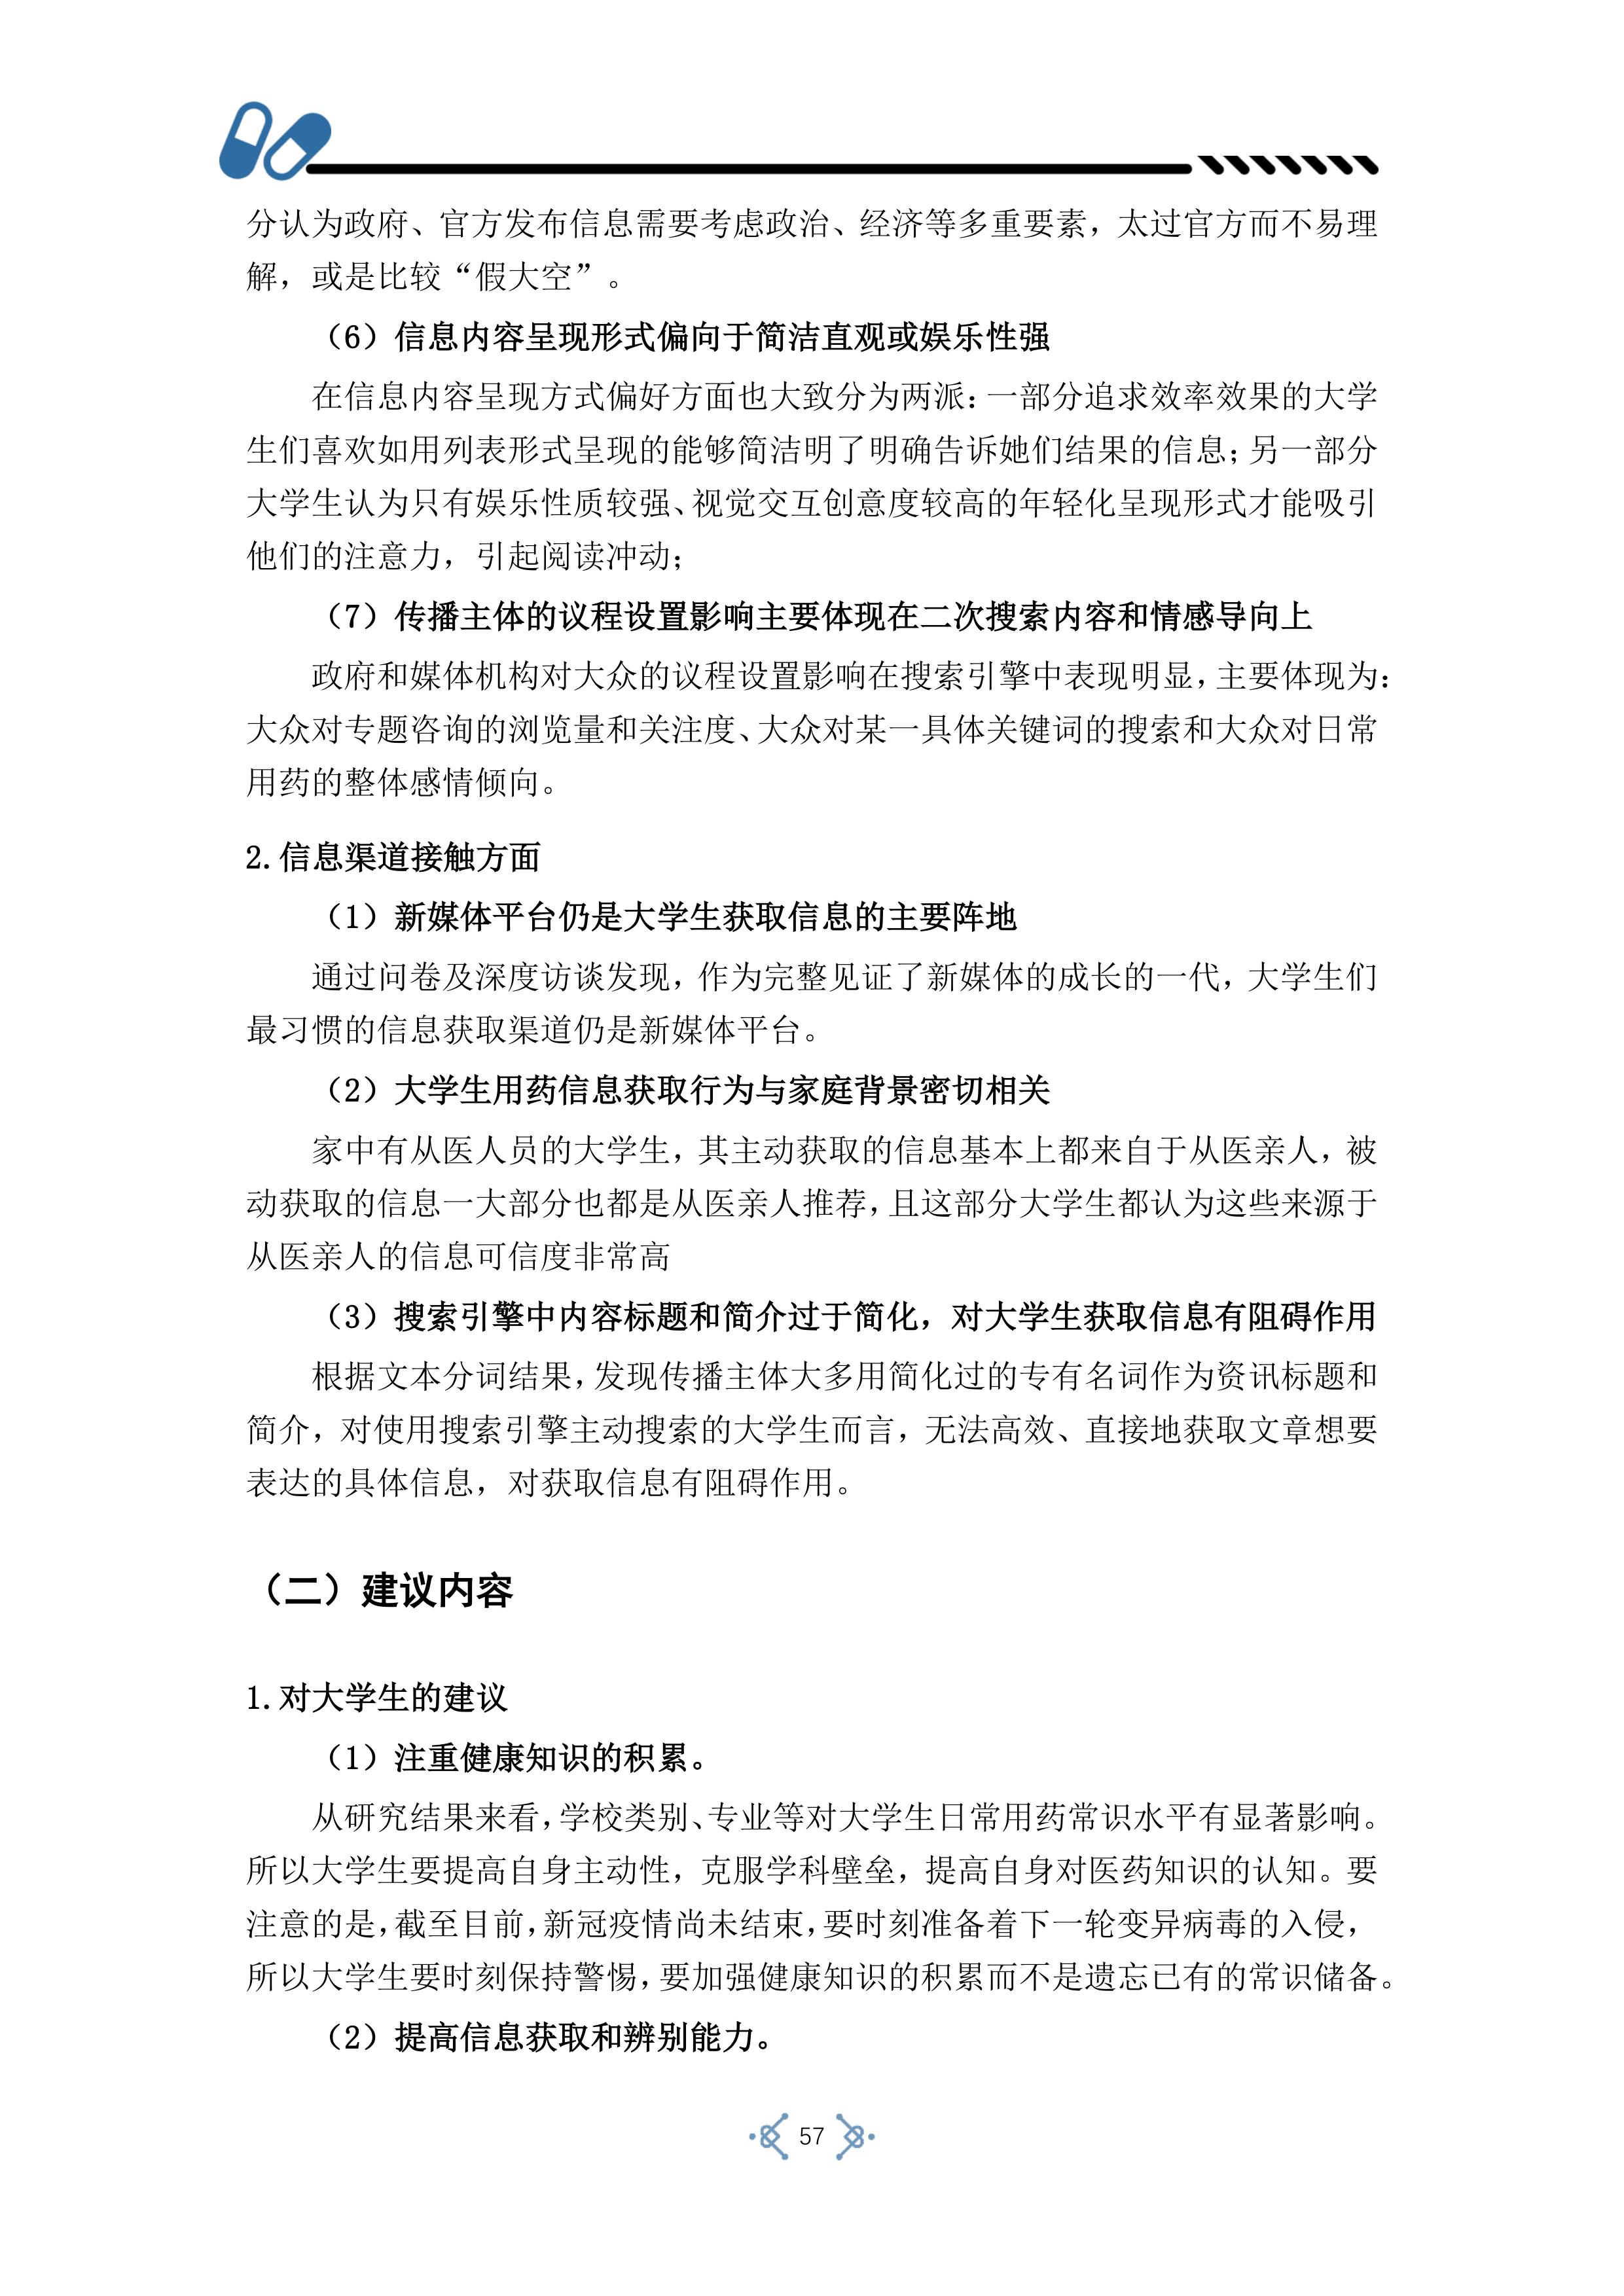 分认为政府、官方发布信息需要考虑政治、经济等多重要素，太过官方而不易理
解，或是比较“假大空”。
（6）信息内容呈现形式偏向于简洁直观或娱乐性强
在信息内容呈现方式偏好方面也大致分为两派：一部分追求效率效果的大学
生们喜欢如用列表形式呈现的能够简洁明了明确告诉她们结果的信息；另一部分
大学生认为只有娱乐性质较强、视觉交互创意度较高的年轻化呈现形式才能吸引
他们的注意力，引起阅读冲动；
（7）传播主体的议程设置影响主要体现在二次搜索内容和情感导向上
政府和媒体机构对大众的议程设置影响在搜索引擎中表现明显，主要体现为：
大众对专题咨询的浏览量和关注度、大众对某一具体关键词的搜索和大众对日常
用药的整体感情倾向。
2.信息渠道接触方面
（1）新媒体平台仍是大学生获取信息的主要阵地
通过问卷及深度访谈发现，作为完整见证了新媒体的成长的一代，大学生们
最习惯的信息获取渠道仍是新媒体平台。
（2）大学生用药信息获取行为与家庭背景密切相关
家中有从医人员的大学生，其主动获取的信息基本上都来自于从医亲人，被
动获取的信息一大部分也都是从医亲人推荐，且这部分大学生都认为这些来源于
从医亲人的信息可信度非常高
（3）搜索引擎中内容标题和简介过于简化，对大学生获取信息有阻碍作用
根据文本分词结果，发现传播主体大多用简化过的专有名词作为资讯标题和
简介，对使用搜索引擎主动搜索的大学生而言，无法高效、直接地获取文章想要
表达的具体信息，对获取信息有阻碍作用。
（二）建议内容
1.对大学生的建议
（1）注重健康知识的积累。
从研究结果来看，学校类别、专业等对大学生日常用药常识水平有显著影响。
所以大学生要提高自身主动性，克服学科壁垒，提高自身对医药知识的认知。要
注意的是，截至目前，新冠疫情尚未结束，要时刻准备着下一轮变异病毒的入侵，
所以大学生要时刻保持警惕，要加强健康知识的积累而不是遗忘已有的常识储备。
（2）提高信息获取和辨别能力。
57